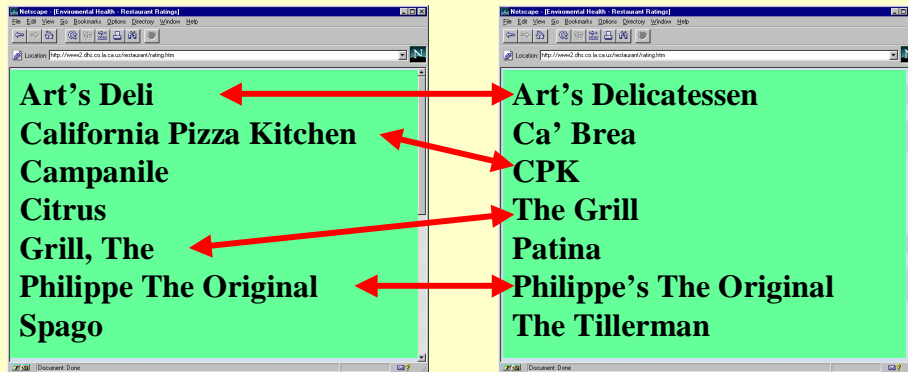 Netscape - [Enviromental Health - Restaurant Ratings]
File Edit View Go Bookmarks Options Directory Window Help
Location: http://www2.dhs.co.la.ca.us/restaurant/rating.htm
Art's Deli
California Pizza Kitchen
Campanile
Citrus
Grill, The
Philippe The Original
Spago
Document: Done
Netscape - [Enviromental Health - Restaurant Ratings]
File Edit View Go Bookmarks Options Directory Window Help
Location: http://www2.dhs.co.la.ca.us/restaurant/rating.htm
Art's Delicatessen
Ca' Brea
CPK
The Grill
Patina
Philippe's The Original
The Tillerman
Document: Done